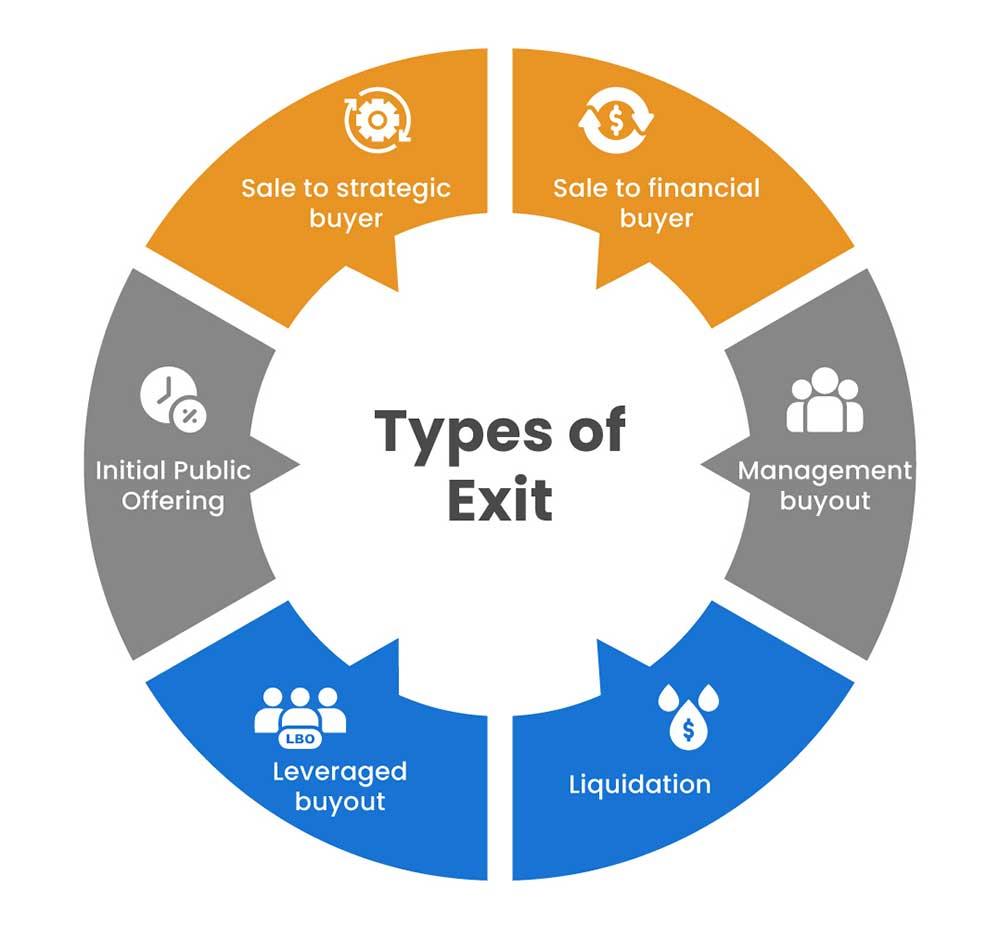 Sale to strategic
buyer
Sale to financial
buyer
Initial Public
Offering
Types of
Exit
Management
buyout
LBO
Leveraged
buyout
$
Liquidation